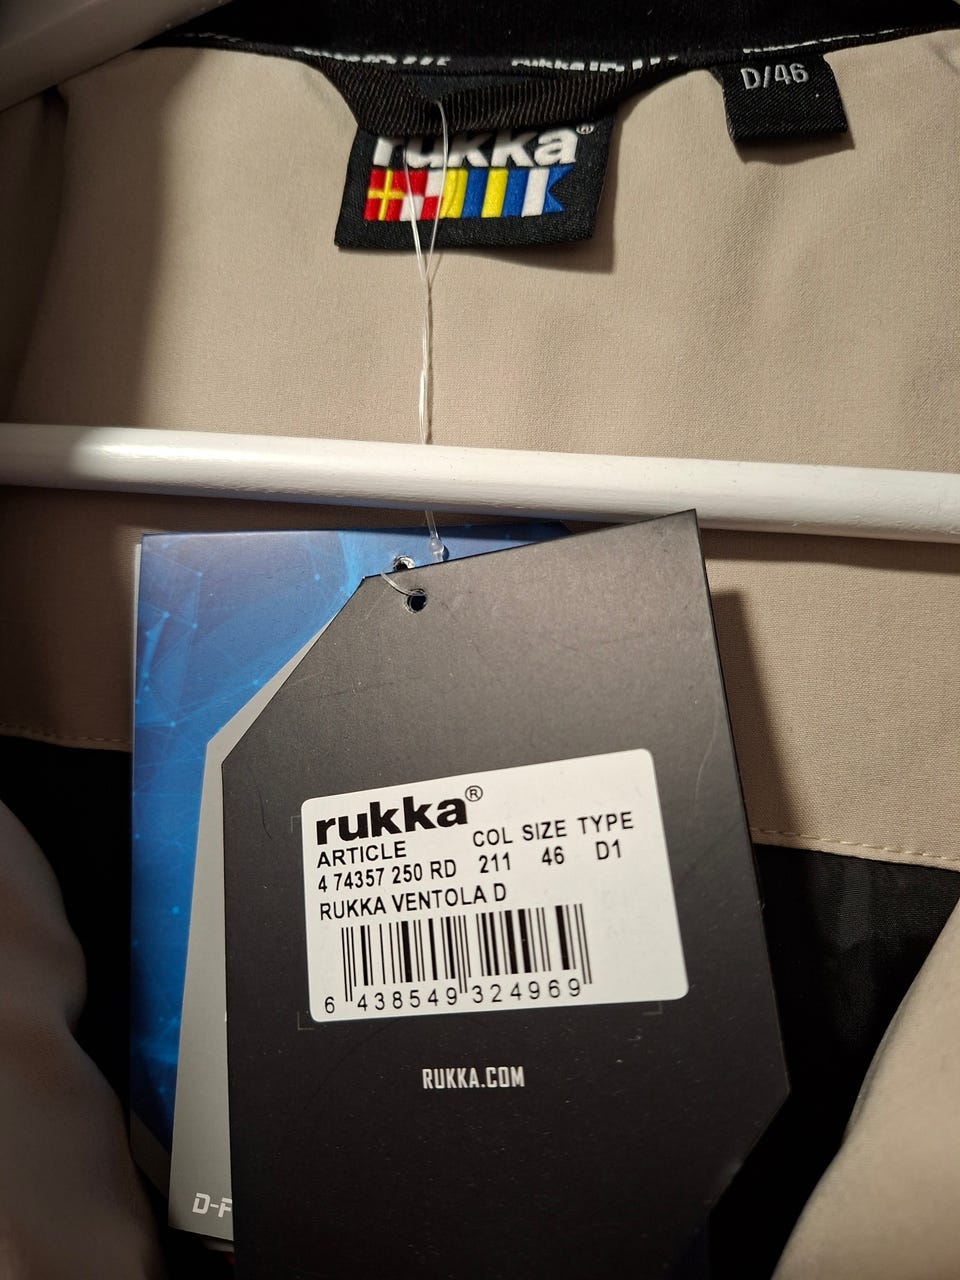 D/46
rukka®
rukka®
ARTICLE COL SIZE TYPE
4 74357 250 RD 211 46 D1
RUKKA VENTOLA D
6 438549 324969
RUKKA.COM
D-F